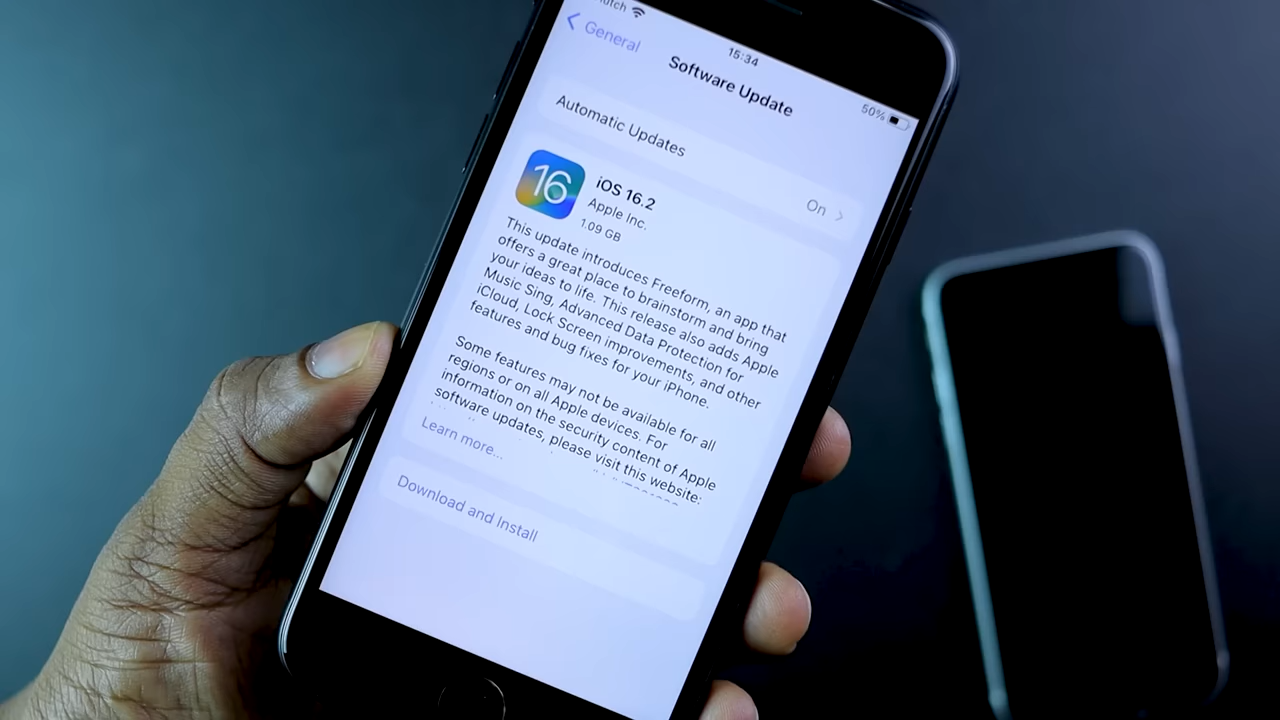 15:34
50%
General
Software Update
Automatic Updates
On
16
iOS 16.2
Apple Inc.
1.09 GB
This update introduces Freeform, an app that
offers a great place to brainstorm and bring
your ideas to life. This release also adds Apple
Music Sing, Advanced Data Protection for
iCloud, Lock Screen improvements, and other
features and bug fixes for your iPhone.
Some features may not be available for all
regions or on all Apple devices. For
information on the security content of Apple
software updates, please visit this website:
Learn more...
Download and Install